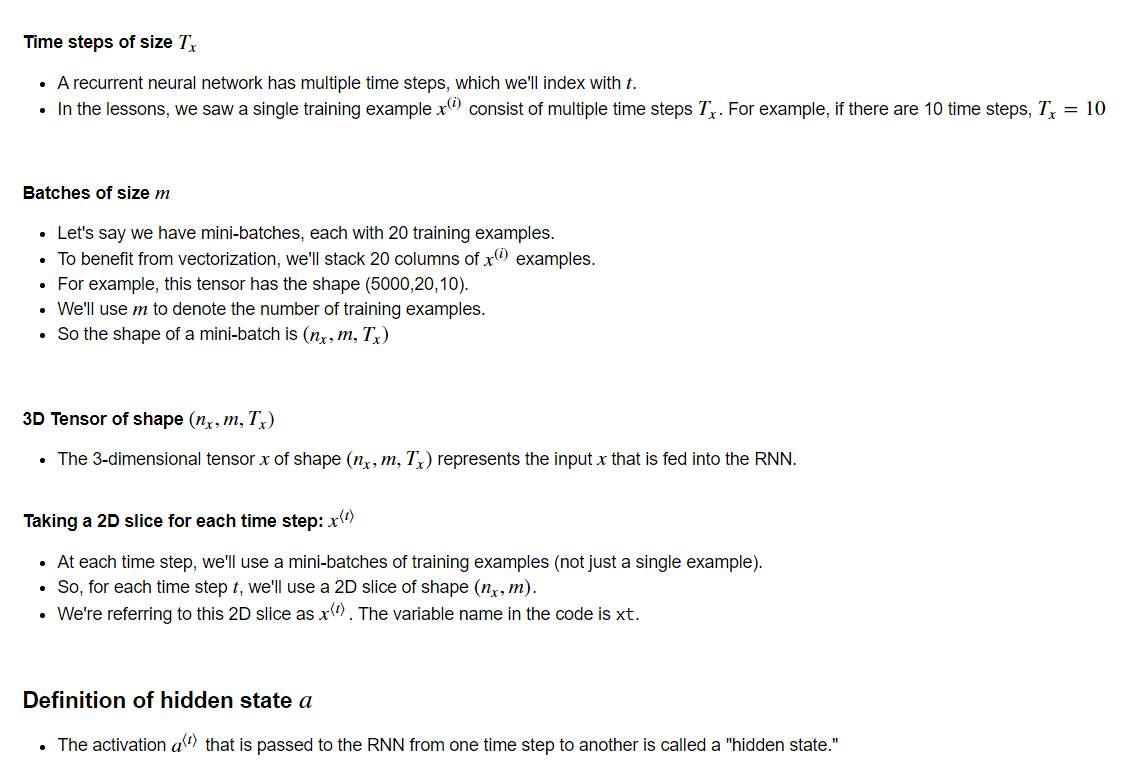 Time steps of size Tx
• A recurrent neural network has multiple time steps, which we'll index with t.
• In the lessons, we saw a single training example x(i) consist of multiple time steps Tx. For example, if there are 10 time steps, Tx = 10
Batches of size m
• Let's say we have mini-batches, each with 20 training examples.
• To benefit from vectorization, we'll stack 20 columns of x(i) examples.
• For example, this tensor has the shape (5000,20,10).
• We'll use m to denote the number of training examples.
• So the shape of a mini-batch is (nx, m, Tx)
3D Tensor of shape (nx, m, Tx)
• The 3-dimensional tensor x of shape (nx, m, Tx) represents the input x that is fed into the RNN.
Taking a 2D slice for each time step: x⟨t⟩
• At each time step, we'll use a mini-batches of training examples (not just a single example).
• So, for each time step t, we'll use a 2D slice of shape (nx, m).
• We're referring to this 2D slice as x⟨t⟩. The variable name in the code is xt.
Definition of hidden state a
• The activation a⟨t⟩ that is passed to the RNN from one time step to another is called a "hidden state."